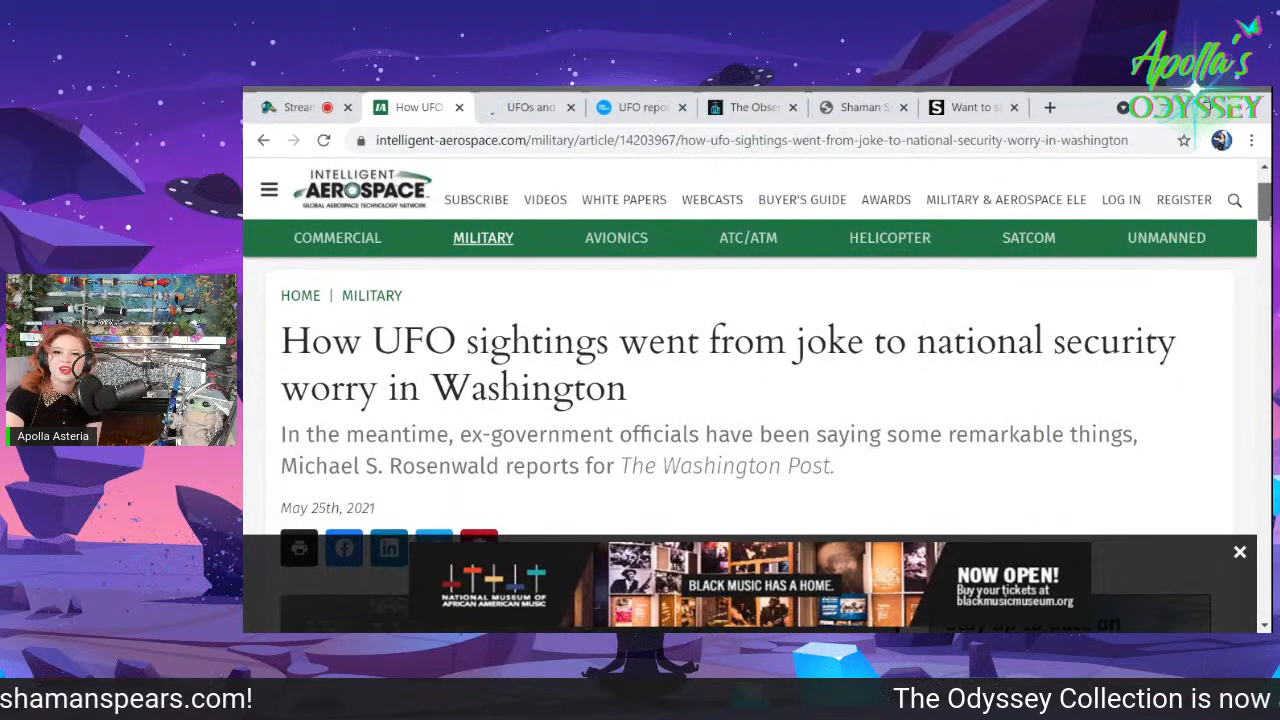 Apolla's
ODYSSEY
Stream
How UFO
UFOs and
UFO repo
The Obse
Shaman S
Want to s
intelligent-aerospace.com/military/article/14203967/how-ufo-sightings-went-from-joke-to-national-security-worry-in-washington
INTELLIGENT
AEROSPACE
GLOBAL AEROSPACE TECHNOLOGY NETWORK
SUBSCRIBE VIDEOS WHITE PAPERS WEBCASTS BUYER'S GUIDE AWARDS MILITARY & AEROSPACE ELE LOG IN REGISTER
COMMERCIAL MILITARY AVIONICS ATC/ATM HELICOPTER SATCOM UNMANNED
HOME | MILITARY
How UFO sightings went from joke to national security
worry in Washington
In the meantime, ex-government officials have been saying some remarkable things,
Michael S. Rosenwald reports for The Washington Post.
May 25th, 2021
Apolla Asteria
NATIONAL MUSEUM OF
AFRICAN AMERICAN MUSIC
BLACK MUSIC HAS A HOME.
NOW OPEN!
Buy your tickets at
blackmusicmuseum.org
shamanspears.com!
The Odyssey Collection is now